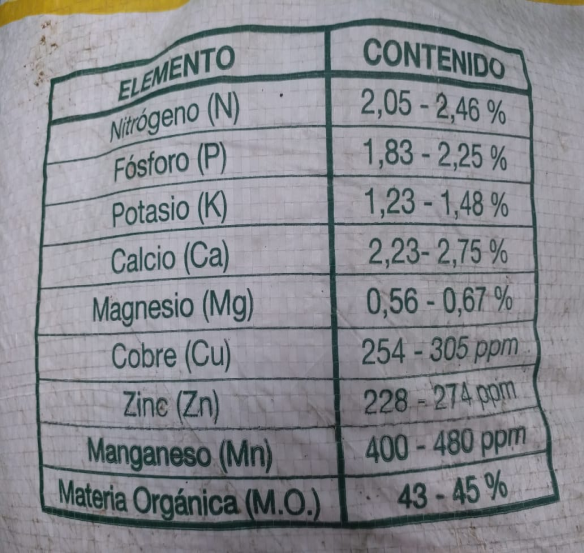 ELEMENTO CONTENIDO
Nitrógeno (N) 2,05 - 2,46 %
Fósforo (P) 1,83 - 2,25 %
Potasio (K) 1,23 - 1,48 %
Calcio (Ca) 2,23- 2,75 %
Magnesio (Mg) 0,56 - 0,67 %
Cobre (Cu) 254 - 305 ppm
Zinc (Zn) 228 - 274 ppm
Manganeso (Mn) 400 - 480 ppm
Materia Orgánica (M.O.) 43 - 45 %